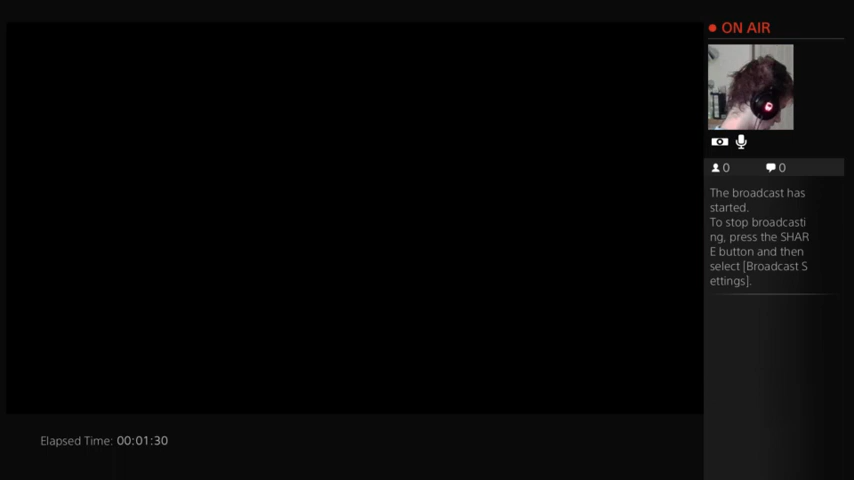 ON AIR
0 0
The broadcast has
started.
To stop broadcasti
ng, press the SHAR
E button and then
select [Broadcast S
ettings].
Elapsed Time: 00:01:30